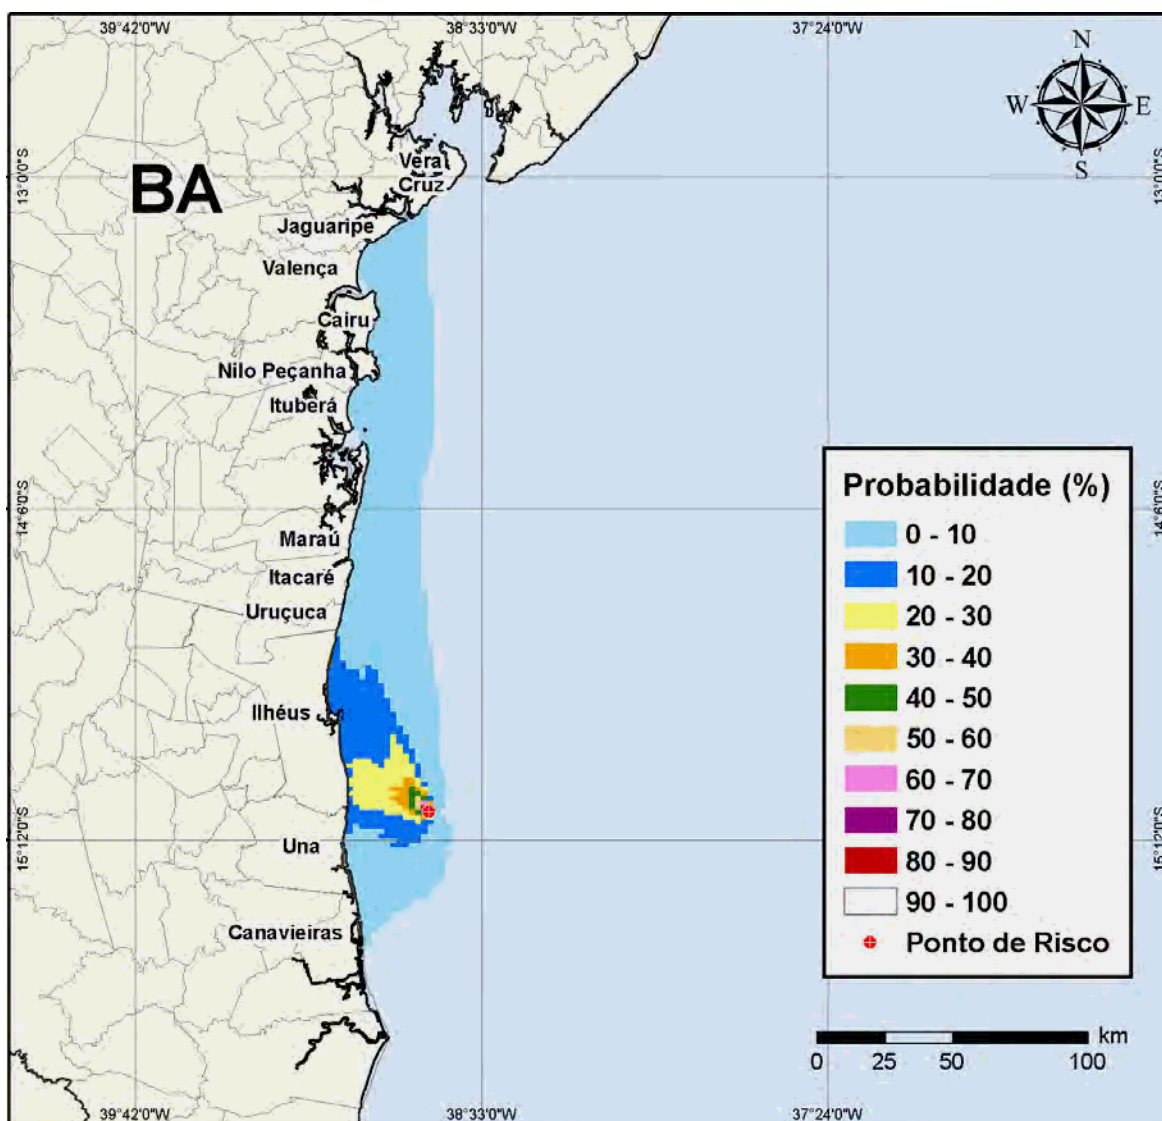 39°42'0"W
38°33'0"W
37°24'0"W
N
W
E
S
13°0'0"S
13°0'0"S
BA
Vera
Cruz
Jaguaripe
Valença
Cairu
Nilo Peçanha
Ituberá
14°6'0"S
14°6'0"S
Maraú
Itacaré
Uruçuca
Ilhéus
Una
Canavieiras
15°12'0"S
15°12'0"S
Probabilidade (%)
0 - 10
10 - 20
20 - 30
30 - 40
40 - 50
50 - 60
60 - 70
70 - 80
80 - 90
90 - 100
Ponto de Risco
km
0 25 50 100
39°42'0"W
38°33'0"W
37°24'0"W